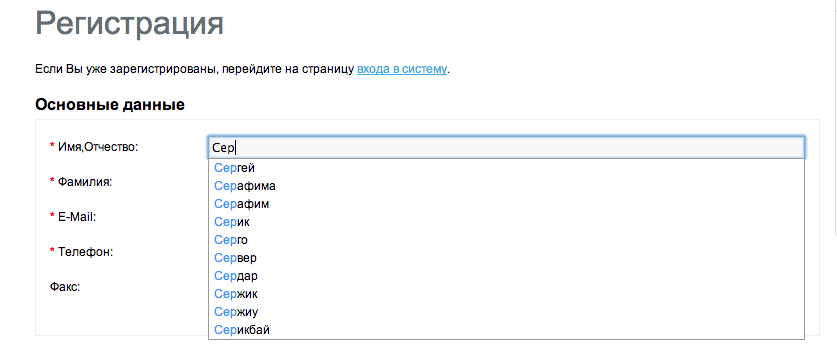 Регистрация
Если Вы уже зарегистрированы, перейдите на страницу входа в систему.
Основные данные
* Имя,Отчество: Сер
Сергей
* Фамилия: Серафима
Серафим
* E-Mail: Серик
Серго
* Телефон: Сервер
Сердар
Факс: Сержик
Сержиу
Серикбай